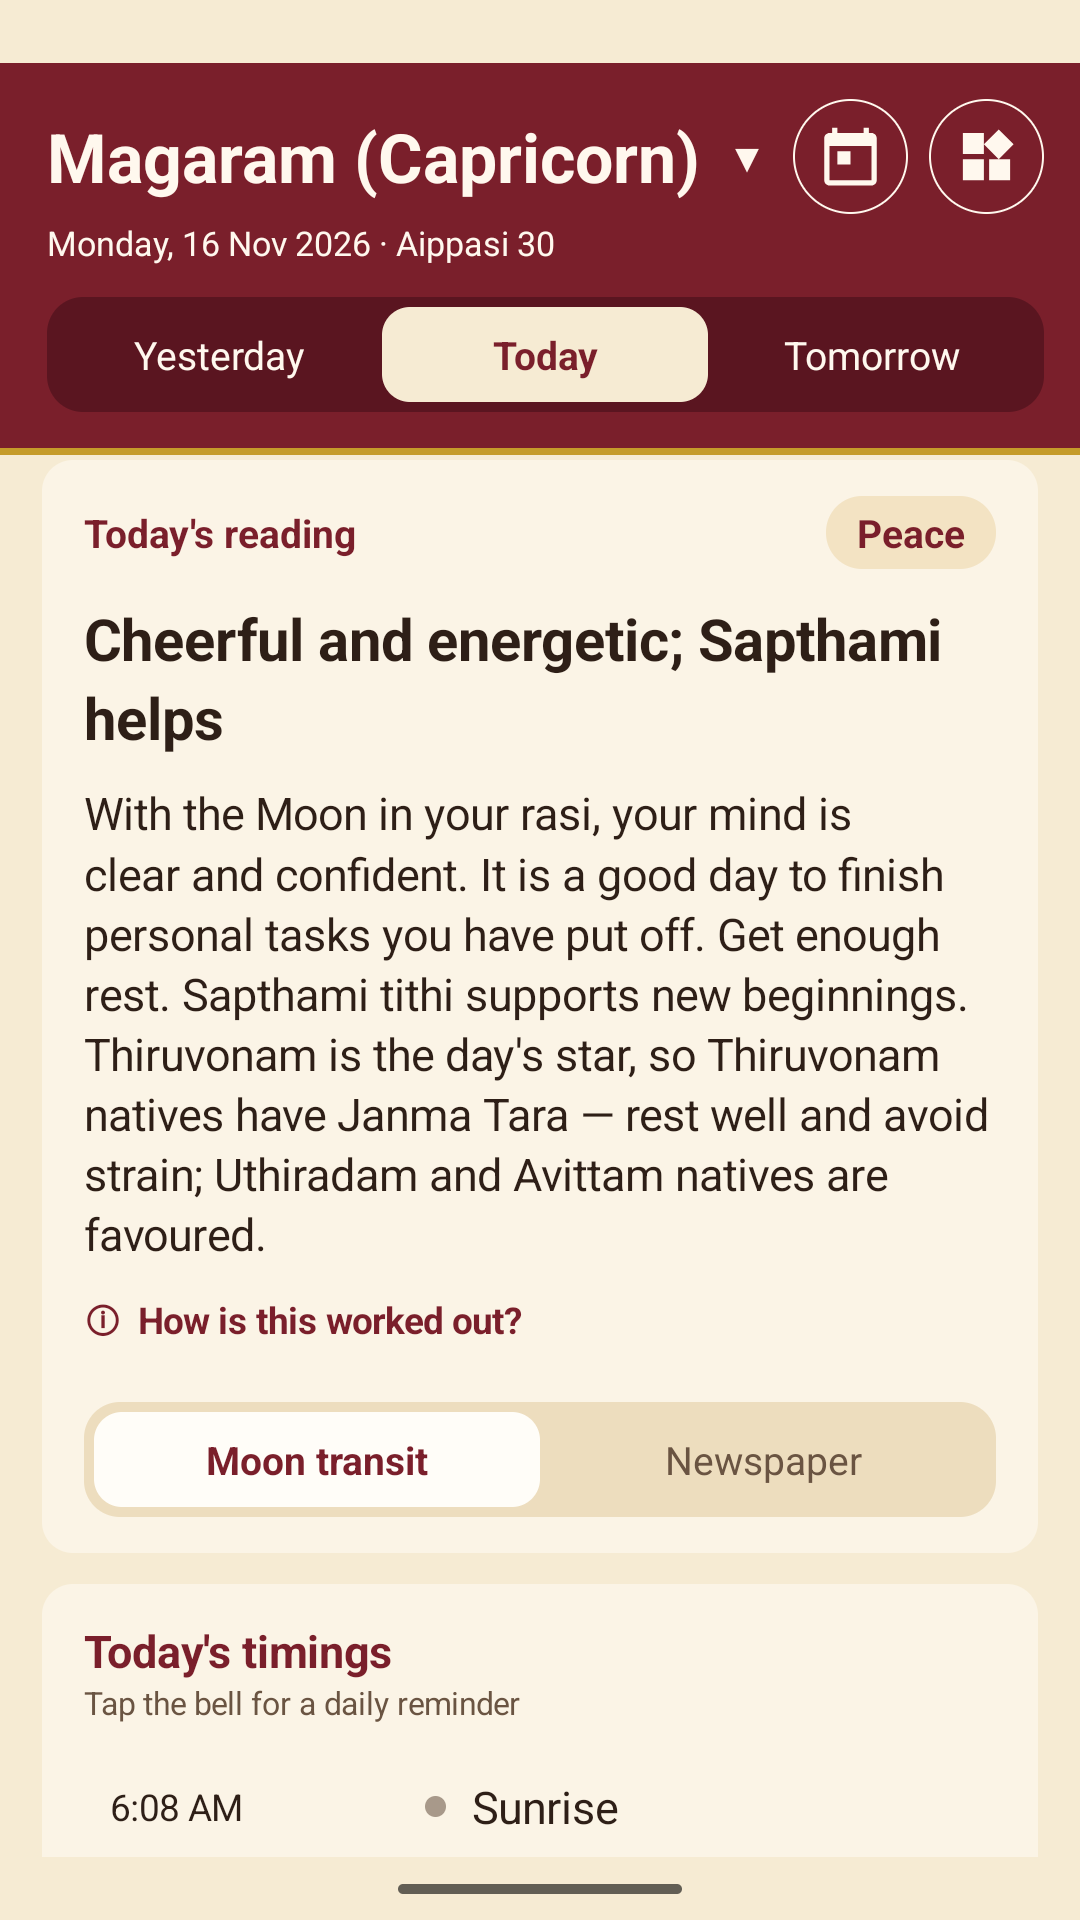 Magaram (Capricorn) ▼
Monday, 16 Nov 2026 · Aippasi 30
Yesterday
Today
Tomorrow
Today's reading
Peace
Cheerful and energetic; Sapthami
helps
With the Moon in your rasi, your mind is
clear and confident. It is a good day to finish
personal tasks you have put off. Get enough
rest. Sapthami tithi supports new beginnings.
Thiruvonam is the day's star, so Thiruvonam
natives have Janma Tara — rest well and avoid
strain; Uthiradam and Avittam natives are
favoured.
How is this worked out?
Moon transit
Newspaper
Today's timings
Tap the bell for a daily reminder
6:08 AM
Sunrise